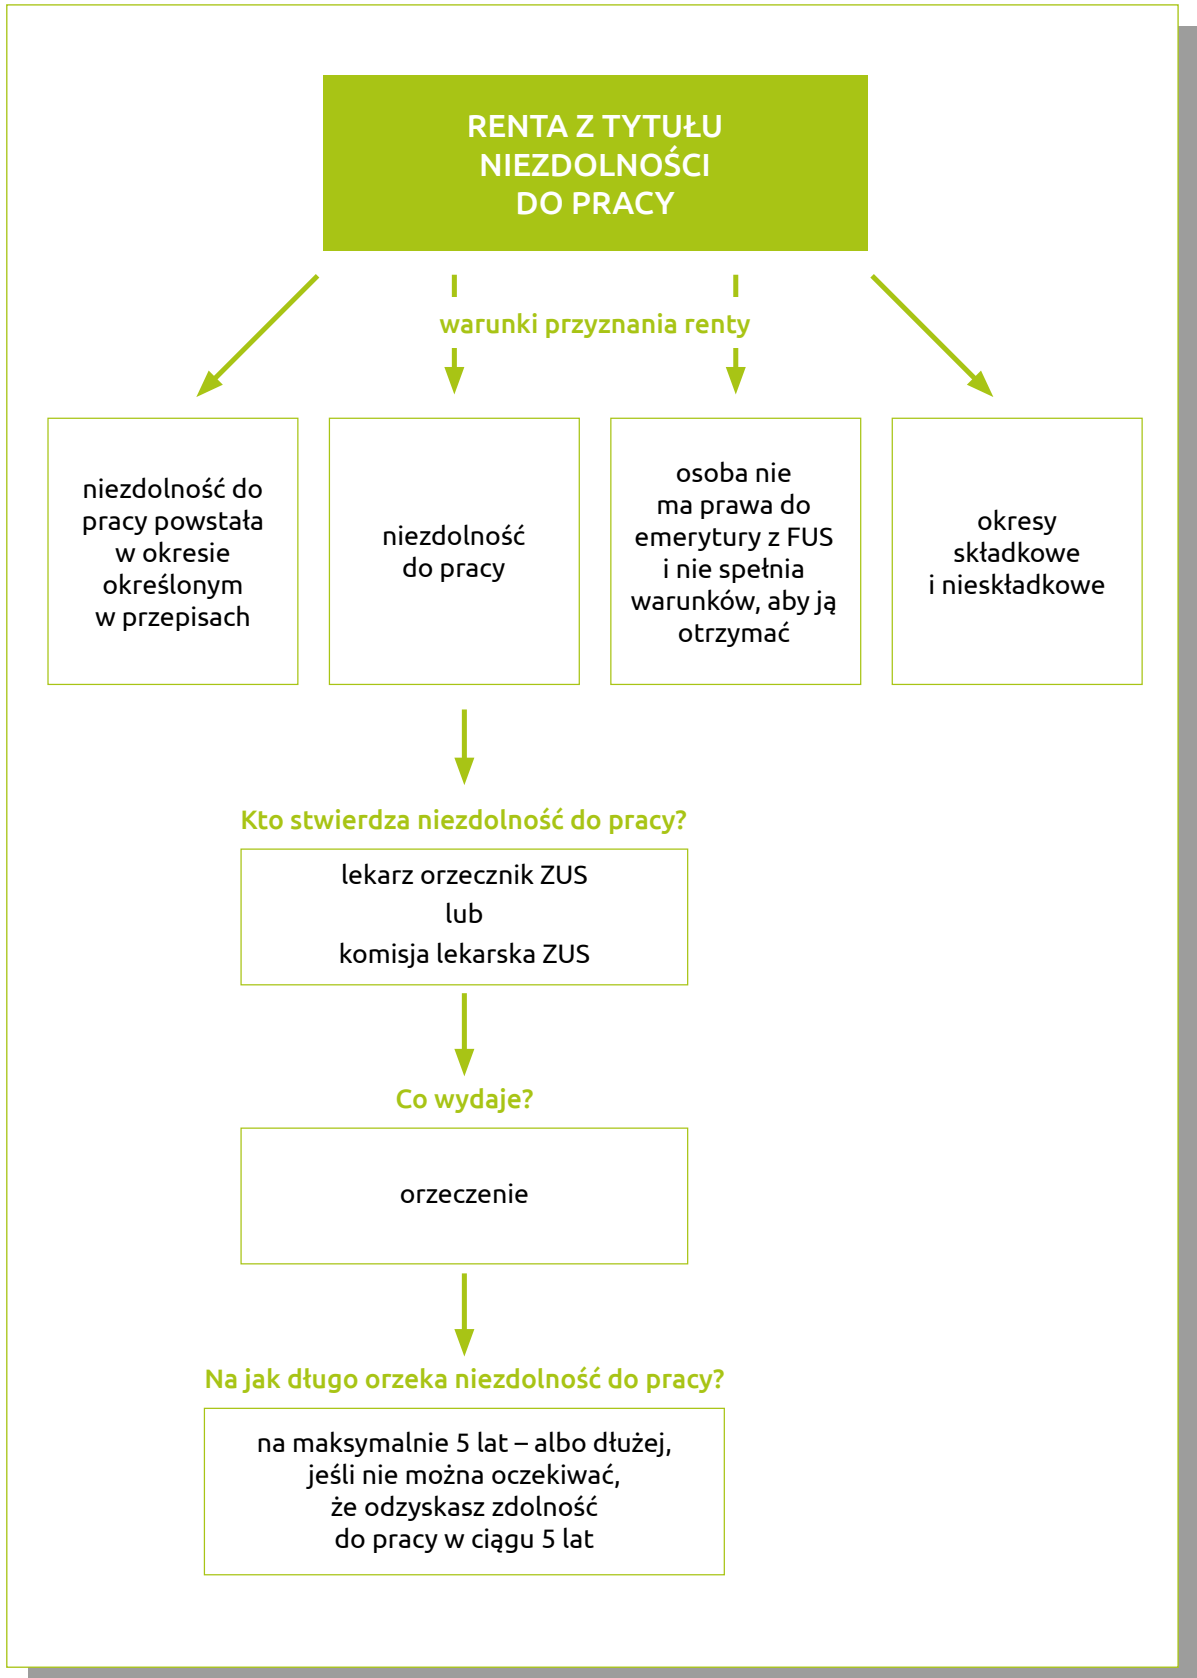 RENTA Z TYTUŁU
NIEZDOLNOŚCI
DO PRACY
warunki przyznania renty
niezdolność do
pracy powstała
w okresie
określonym
w przepisach
niezdolność
do pracy
osoba nie
ma prawa do
emerytury z FUS
i nie spełnia
warunków, aby ją
otrzymać
okresy
składkowe
i nieskładkowe
Kto stwierdza niezdolność do pracy?
lekarz orzecznik ZUS
lub
komisja lekarska ZUS
Co wydaje?
orzeczenie
Na jak długo orzeka niezdolność do pracy?
na maksymalnie 5 lat – albo dłużej,
jeśli nie można oczekiwać,
że odzyskasz zdolność
do pracy w ciągu 5 lat